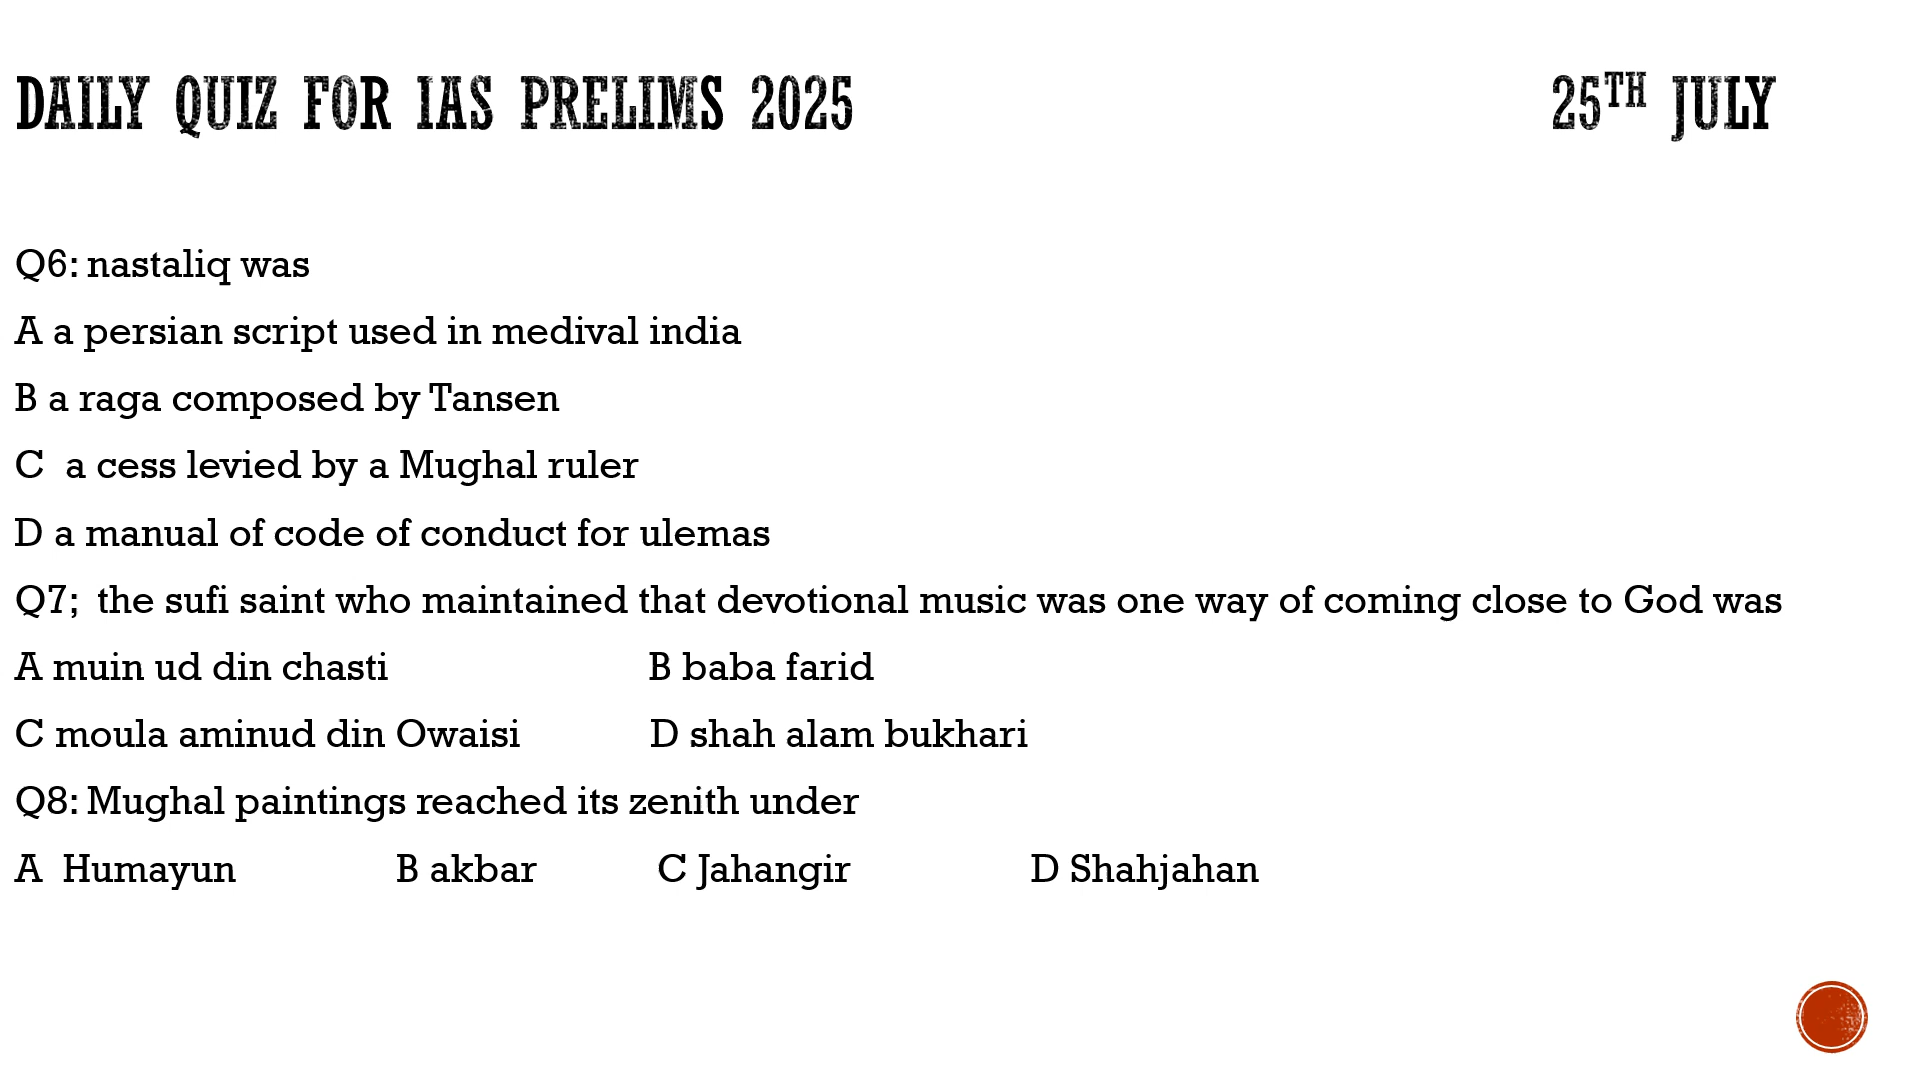 DAILY QUIZ FOR IAS PRELIMS 2025 25TH JULY
Q6: nastaliq was
A a persian script used in medival india
B a raga composed by Tansen
C a cess levied by a Mughal ruler
D a manual of code of conduct for ulemas
Q7; the sufi saint who maintained that devotional music was one way of coming close to God was
A muin ud din chasti B baba farid
C moula aminud din Owaisi D shah alam bukhari
Q8: Mughal paintings reached its zenith under
A Humayun B akbar C Jahangir D Shahjahan